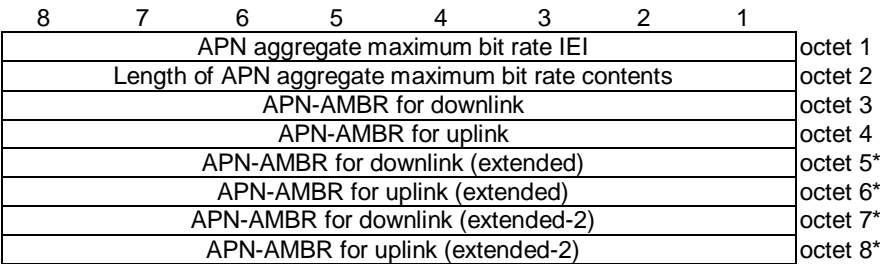 8 7 6 5 4 3 2 1
APN aggregate maximum bit rate IEI octet 1
Length of APN aggregate maximum bit rate contents octet 2
APN-AMBR for downlink octet 3
APN-AMBR for uplink octet 4
APN-AMBR for downlink (extended) octet 5*
APN-AMBR for uplink (extended) octet 6*
APN-AMBR for downlink (extended-2) octet 7*
APN-AMBR for uplink (extended-2) octet 8*